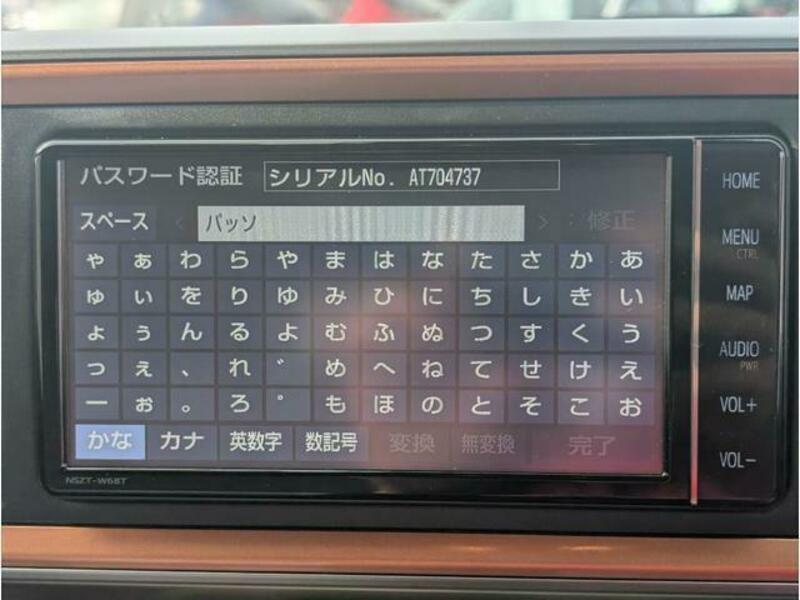 パスワード認証 シリアルNo. AT704737
スペース パッソ 修正
ゃ ぁ わ ら や ま は な た さ か あ
ゅ ぃ を り ゆ み ひ に ち し き い
ょ ぅ ん る よ む ふ ぬ つ す く う
っ ぇ 、 れ ゛ め へ ね て せ け え
ー ぉ 。 ろ ゜ も ほ の と そ こ お
かな カナ 英数字 数記号 変換 無変換 完了
NSZT-W68T
HOME
MENU
CTRL
MAP
AUDIO
PWR
VOL+
VOL-